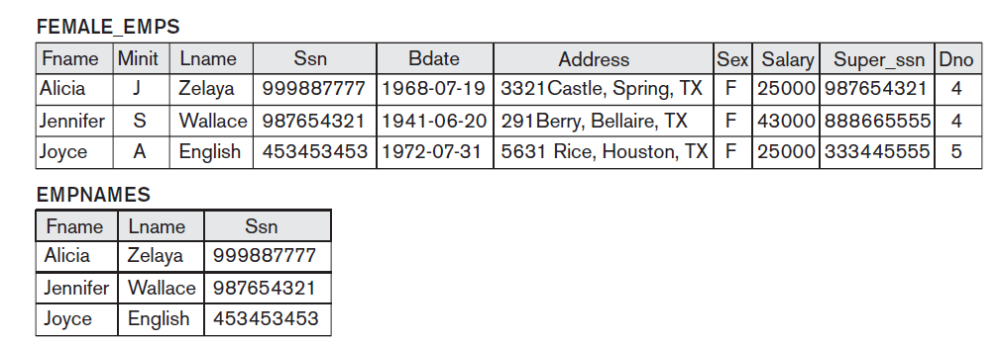 FEMALE_EMPS
Fname Minit Lname Ssn Bdate Address Sex Salary Super_ssn Dno
Alicia J Zelaya 999887777 1968-07-19 3321Castle, Spring, TX F 25000 987654321 4
Jennifer S Wallace 987654321 1941-06-20 291Berry, Bellaire, TX F 43000 888665555 4
Joyce A English 453453453 1972-07-31 5631 Rice, Houston, TX F 25000 333445555 5
EMPNAMES
Fname Lname Ssn
Alicia Zelaya 999887777
Jennifer Wallace 987654321
Joyce English 453453453